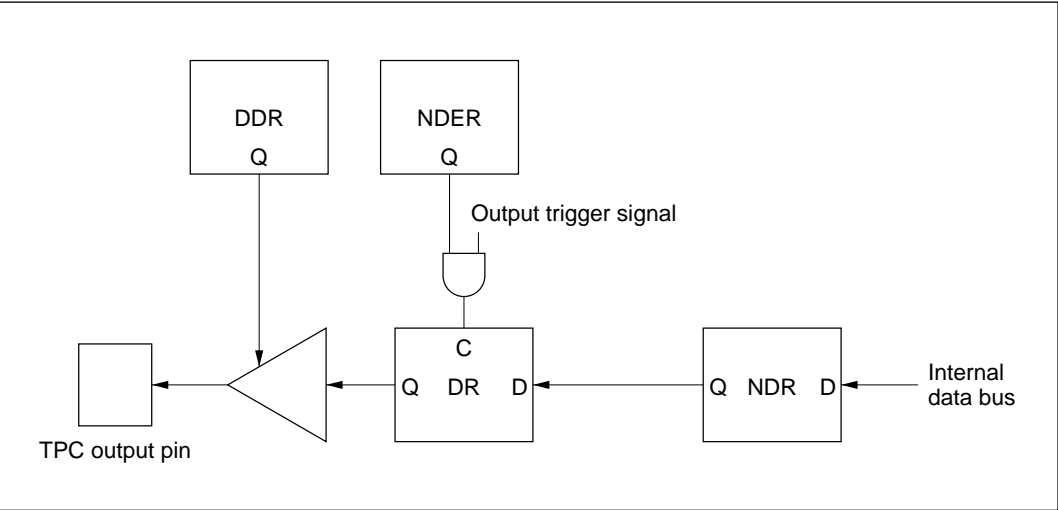 DDR
Q
NDER
Q
Output trigger signal
C
Q DR D
Q NDR D
Internal
data bus
TPC output pin